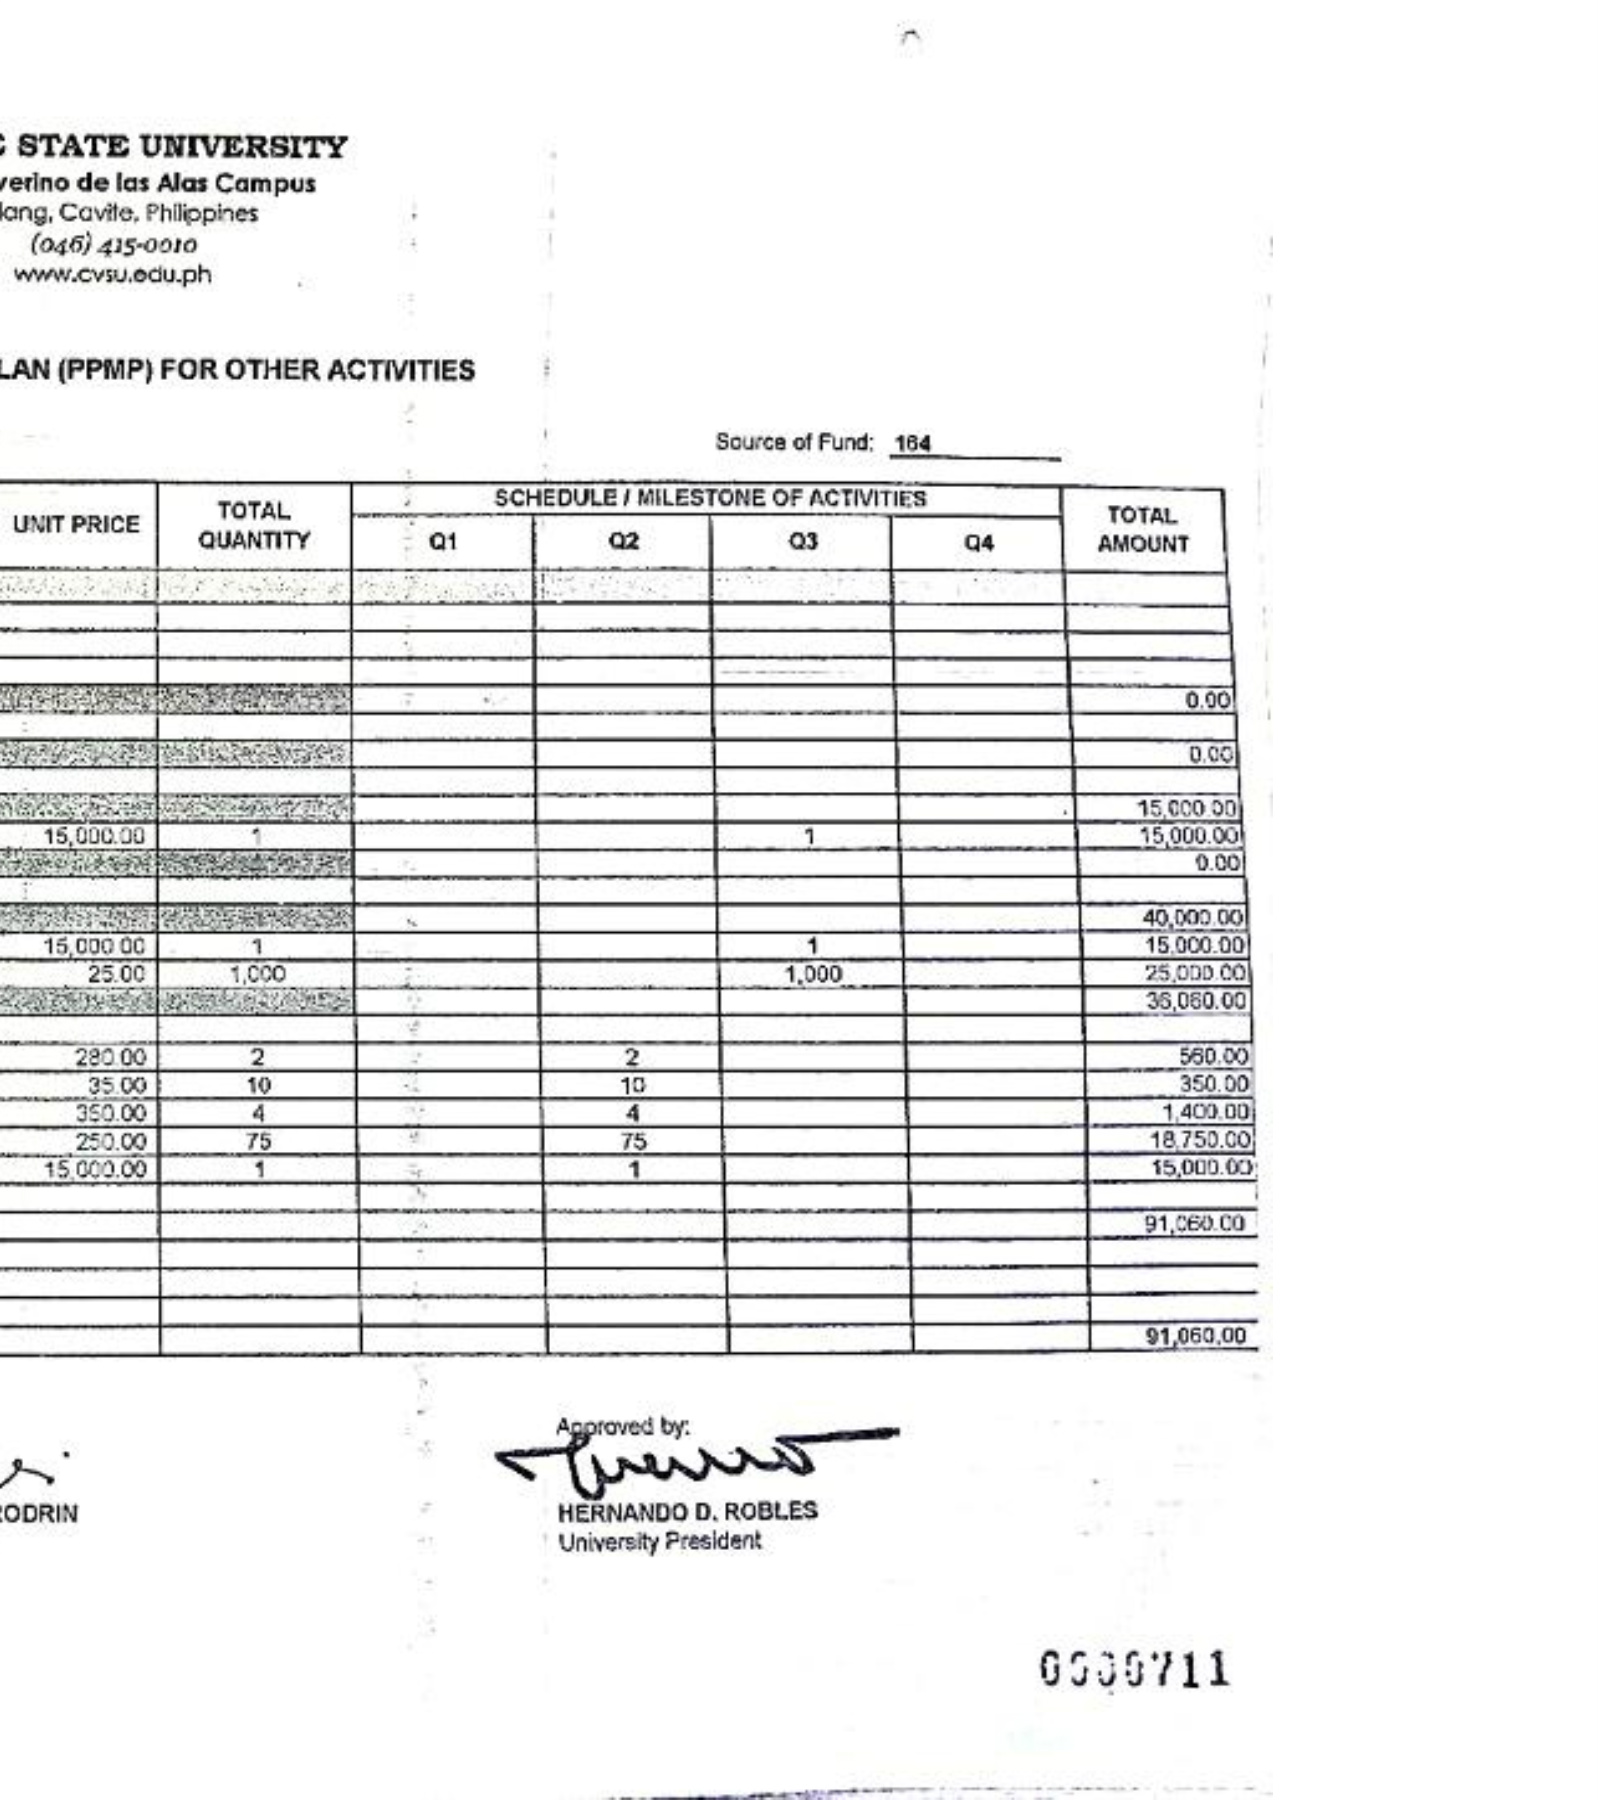 C STATE UNIVERSITY
verino de las Alas Campus
lang, Cavite, Philippines
(046) 415-0010
www.cvsu.edu.ph
LAN (PPMP) FOR OTHER ACTIVITIES
Source of Fund: 164
UNIT PRICE TOTAL QUANTITY SCHEDULE / MILESTONE OF ACTIVITIES TOTAL AMOUNT
Q1 Q2 Q3 Q4
0.00
0.00
15,000.00
15,000.00 1 1 15,000.00
0.00
40,000.00
15,000.00 1 1 15,000.00
25.00 1,000 1,000 25,000.00
36,060.00
280.00 2 2 560.00
35.00 10 10 350.00
350.00 4 4 1,400.00
250.00 75 75 18,750.00
15,000.00 1 1 15,000.00
91,060.00
91,060.00
Approved by:
RODRIN
HERNANDO D. ROBLES
University President